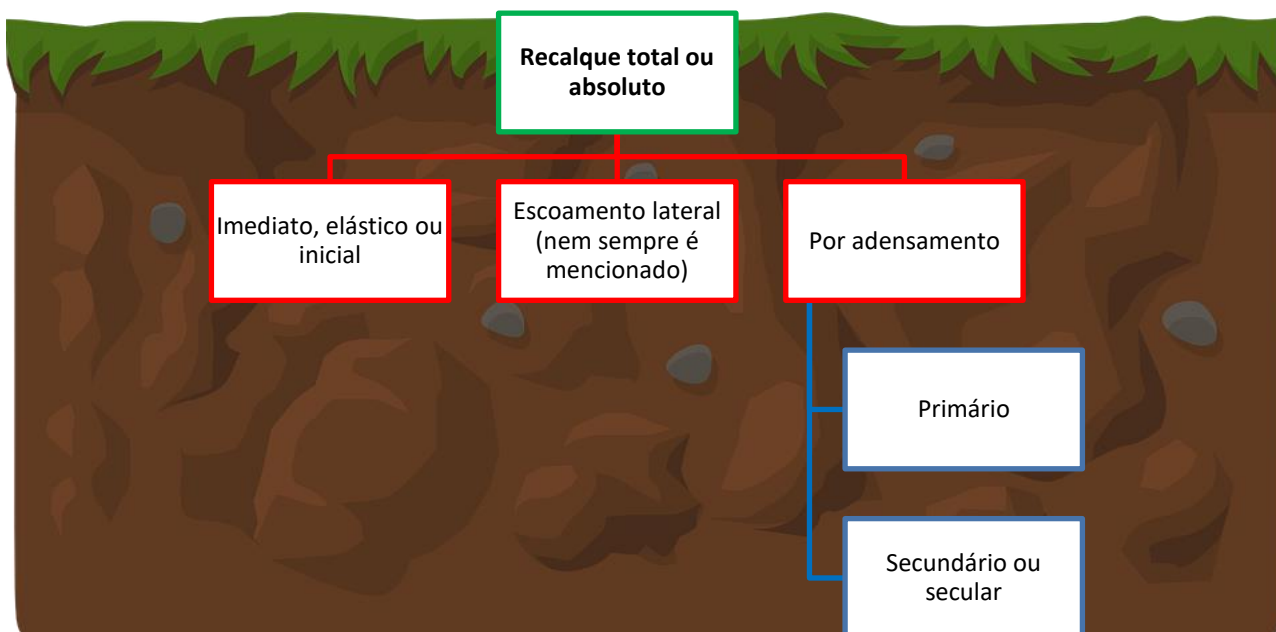 Recalque total ou
absoluto
Imediato, elástico ou
inicial
Escoamento lateral
(nem sempre é
mencionado)
Por adensamento
Primário
Secundário ou
secular